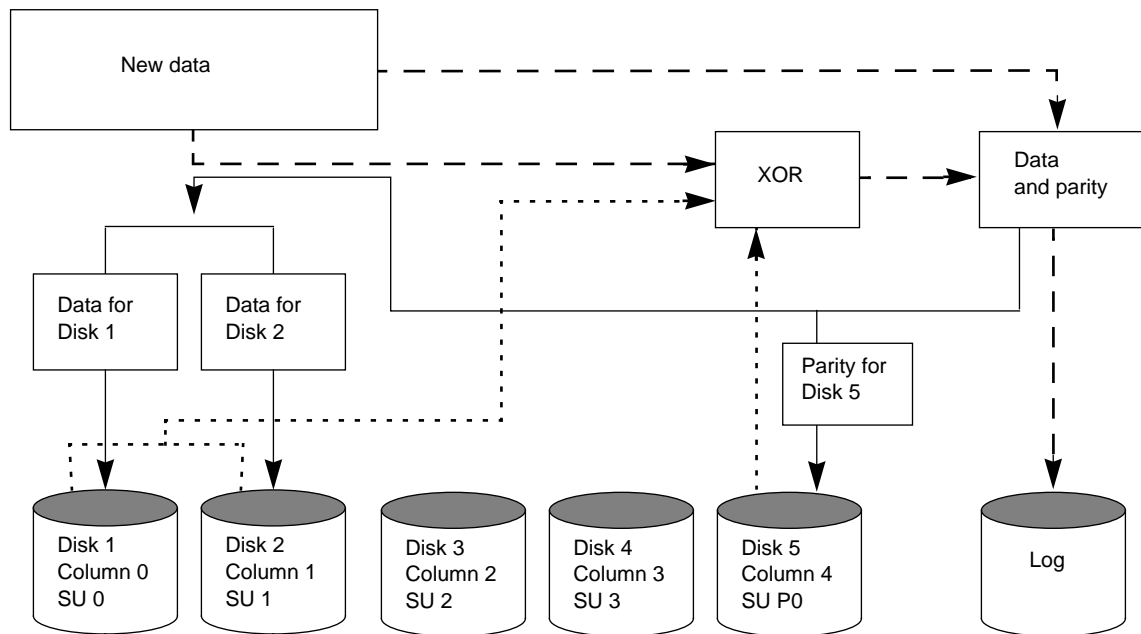 New data
XOR
Data
and parity
Data for
Disk 1
Data for
Disk 2
Parity for
Disk 5
Disk 1
Column 0
SU 0
Disk 2
Column 1
SU 1
Disk 3
Column 2
SU 2
Disk 4
Column 3
SU 3
Disk 5
Column 4
SU P0
Log